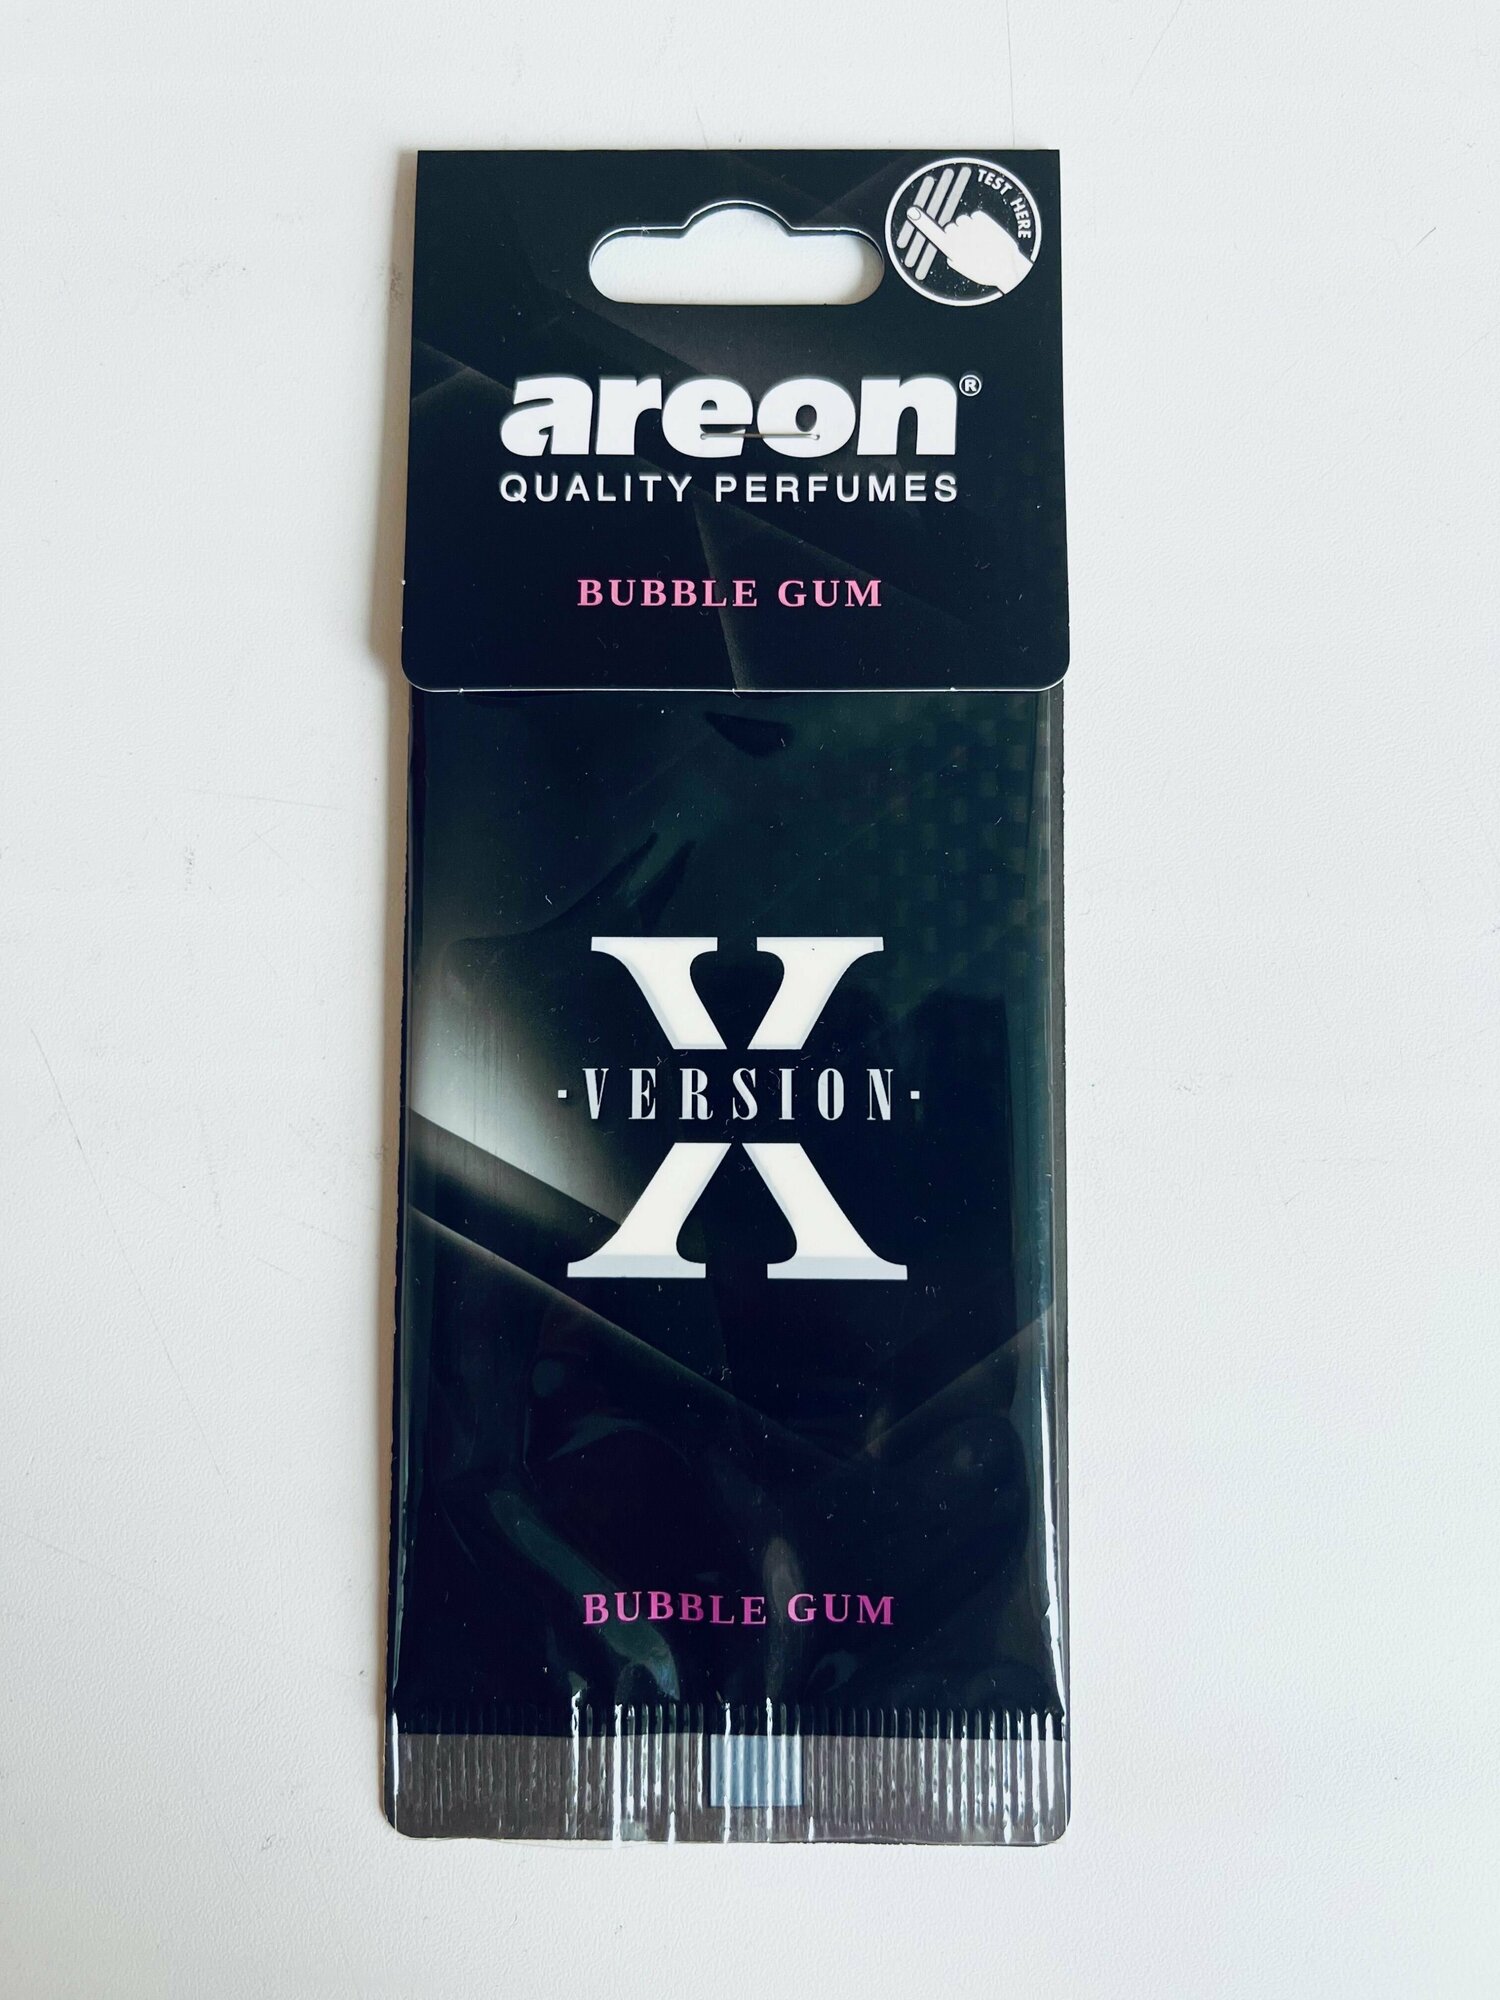 TEST HERE
areon®
QUALITY PERFUMES
BUBBLE GUM
X
·VERSION·
BUBBLE GUM